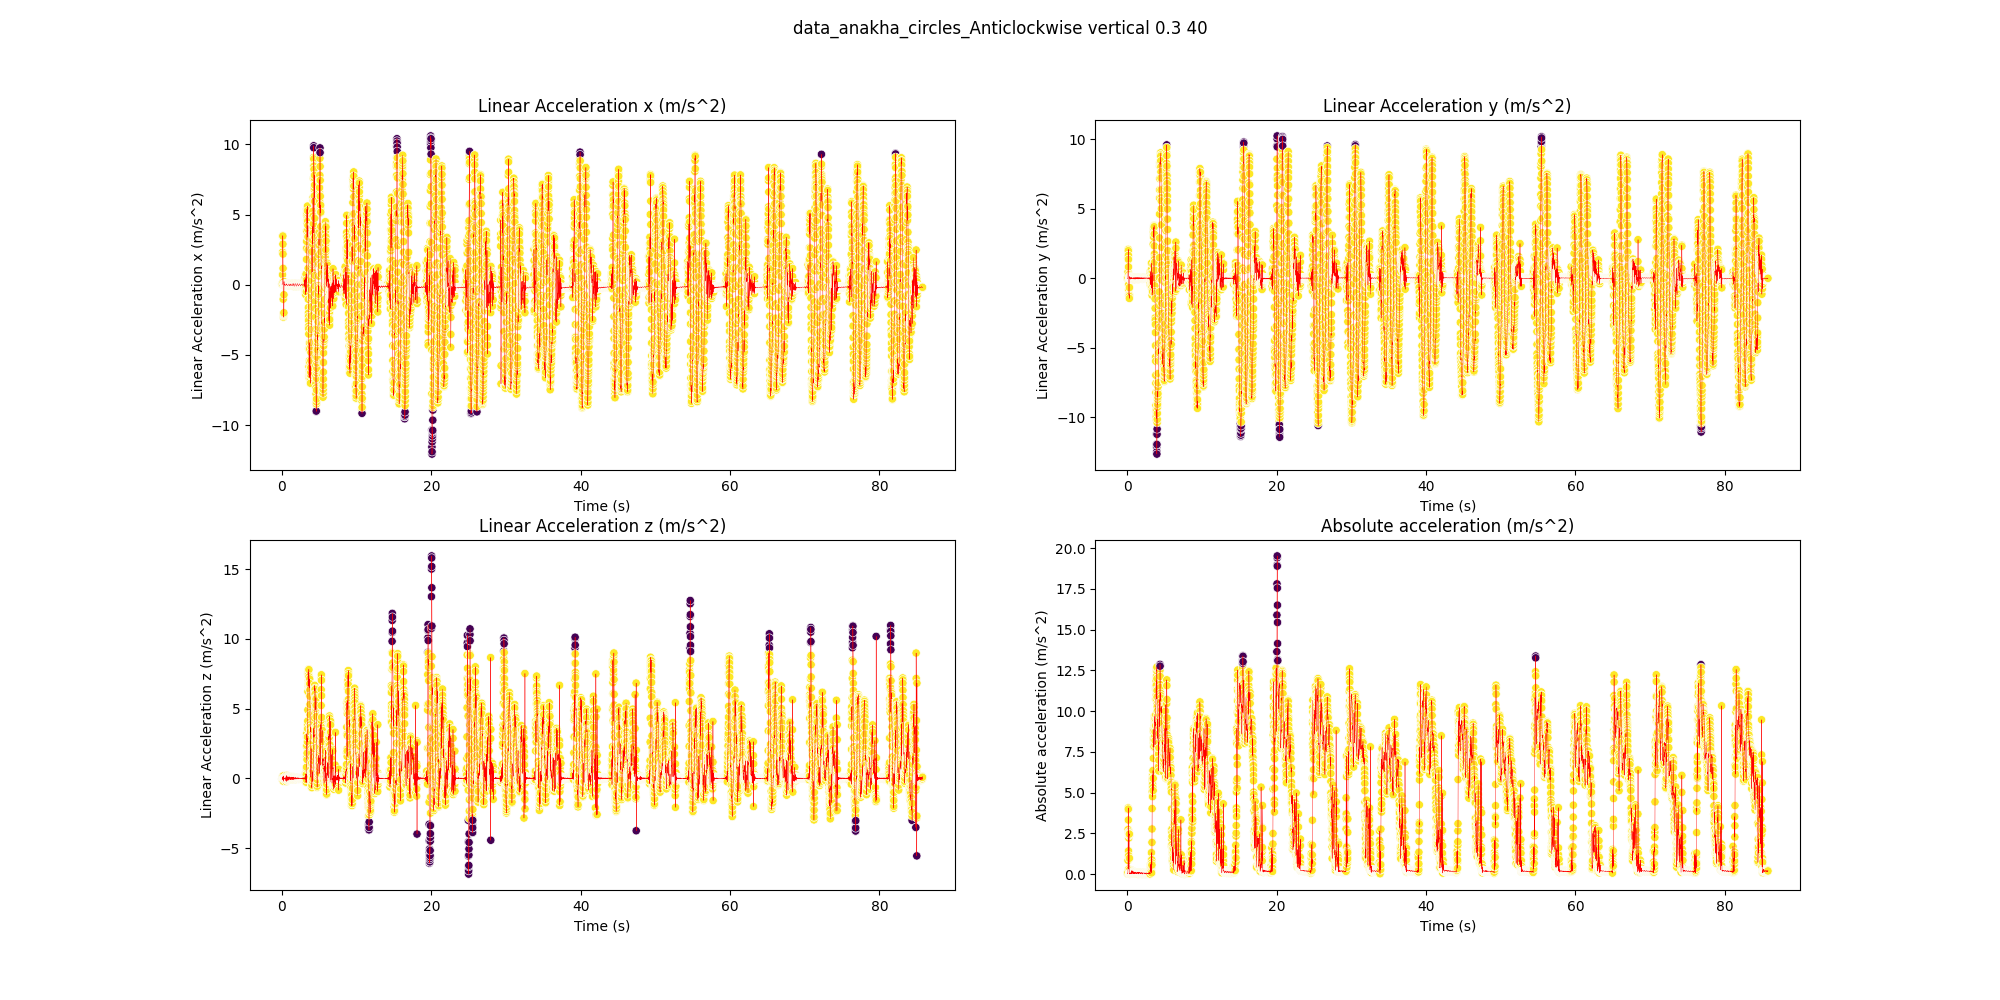 data_anakha_circles_Anticlockwise vertical 0.3 40
Linear Acceleration x (m/s^2)
Linear Acceleration x (m/s^2)
10
5
0
−5
−10
0 20 40 60 80
Time (s)
Linear Acceleration y (m/s^2)
Linear Acceleration y (m/s^2)
10
5
0
−5
−10
0 20 40 60 80
Time (s)
Linear Acceleration z (m/s^2)
Linear Acceleration z (m/s^2)
15
10
5
0
−5
0 20 40 60 80
Time (s)
Absolute acceleration (m/s^2)
Absolute acceleration (m/s^2)
20.0
17.5
15.0
12.5
10.0
7.5
5.0
2.5
0.0
0 20 40 60 80
Time (s)